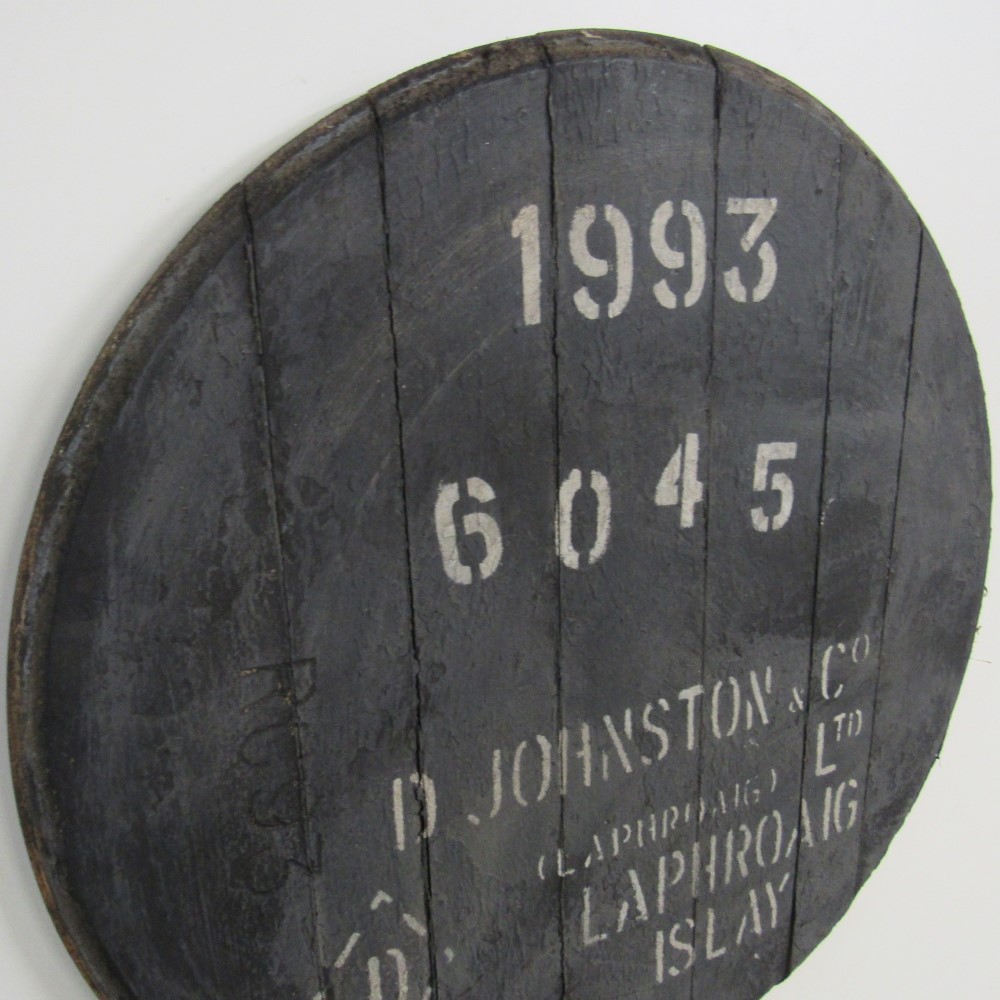 1993
6045
D. JOHNSTON & Cº
(LAPHROAIG) LTD
LAPHROAIG
ISLAY
D